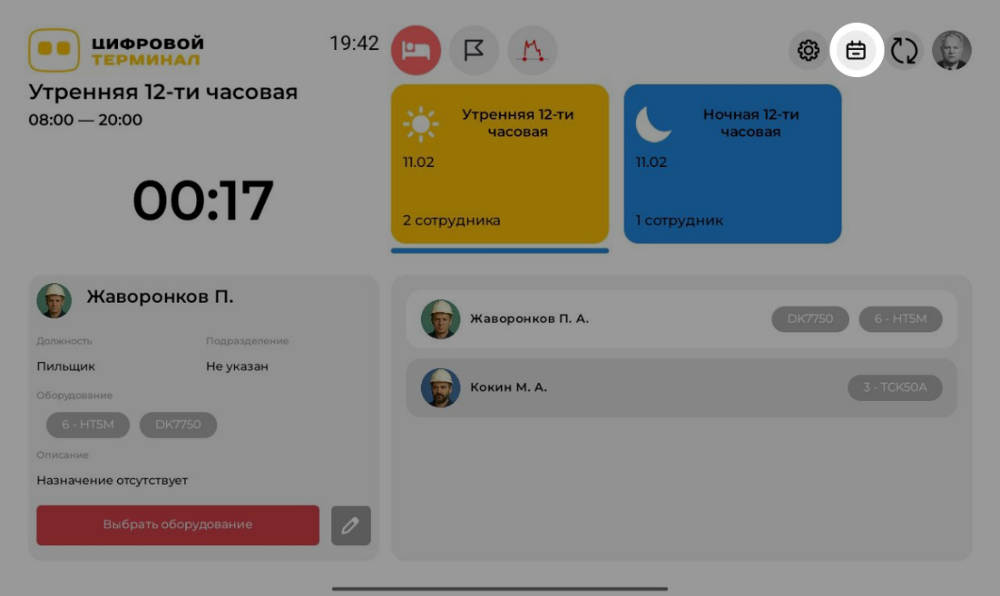 ЦИФРОВОЙ
ТЕРМИНАЛ
19:42
Утренняя 12-ти часовая
08:00 — 20:00
00:17
Утренняя 12-ти
часовая
11.02
2 сотрудника
Ночная 12-ти
часовая
11.02
1 сотрудник
Жаворонков П.
Должность
Подразделение
Пильщик
Не указан
Оборудование
6 - HT5M
DK7750
Описание
Назначение отсутствует
Выбрать оборудование
Жаворонков П. А.
DK7750
6 - HT5M
Кокин М. А.
3 - TCK50A